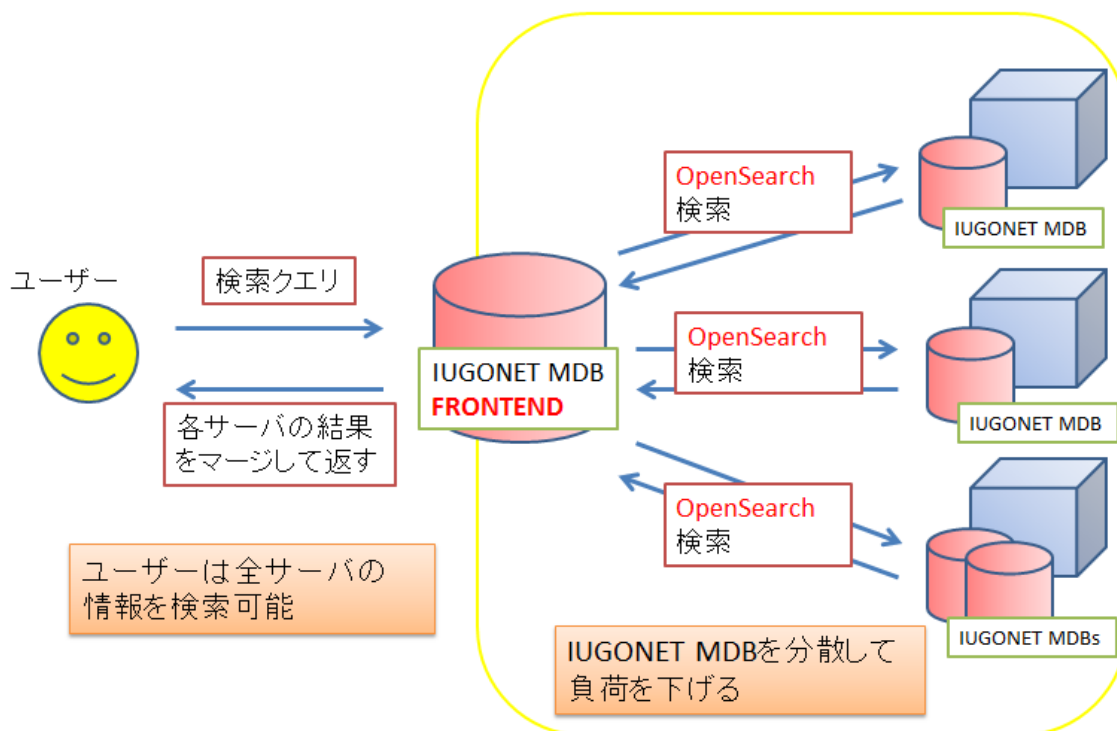 ユーザー
検索クエリ
各サーバの結果
をマージして返す
ユーザーは全サーバの
情報を検索可能
IUGONET MDB
FRONTEND
OpenSearch
検索
OpenSearch
検索
OpenSearch
検索
IUGONET MDB
IUGONET MDB
IUGONET MDBs
IUGONET MDBを分散して
負荷を下げる